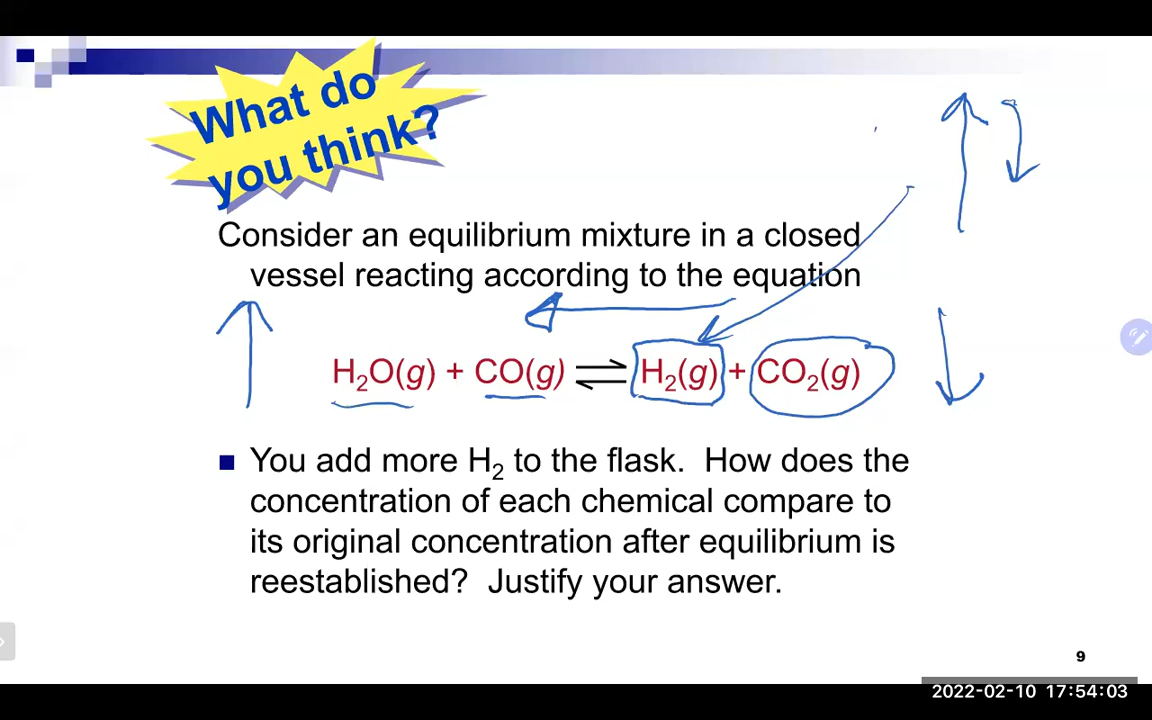 What do
you think?
Consider an equilibrium mixture in a closed
vessel reacting according to the equation
H₂O(g) + CO(g) ⇌ H₂(g) + CO₂(g)
You add more H₂ to the flask. How does the
concentration of each chemical compare to
its original concentration after equilibrium is
reestablished? Justify your answer.
9
2022-02-10 17:54:03